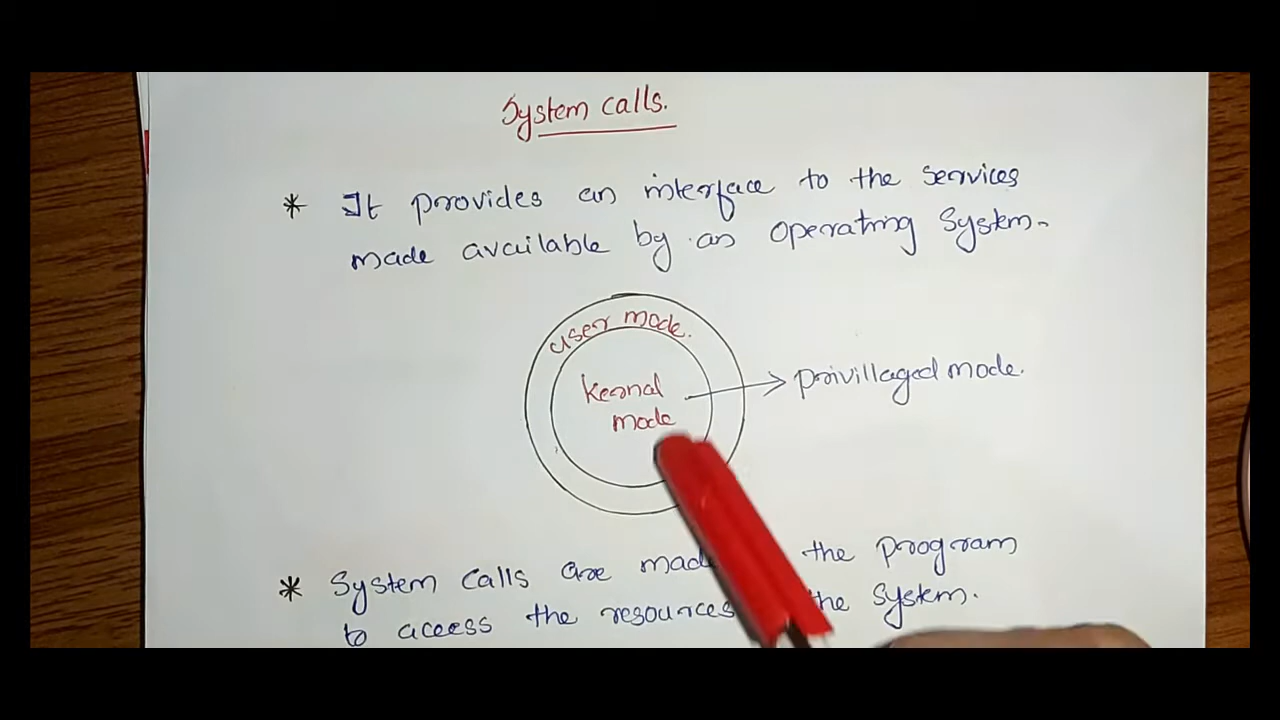 System calls.
* It provides an interface to the services
made available by an operating system.
user mode.
kernal
mode
privillaged mode.
* System calls are made the program
to access the resources the system.